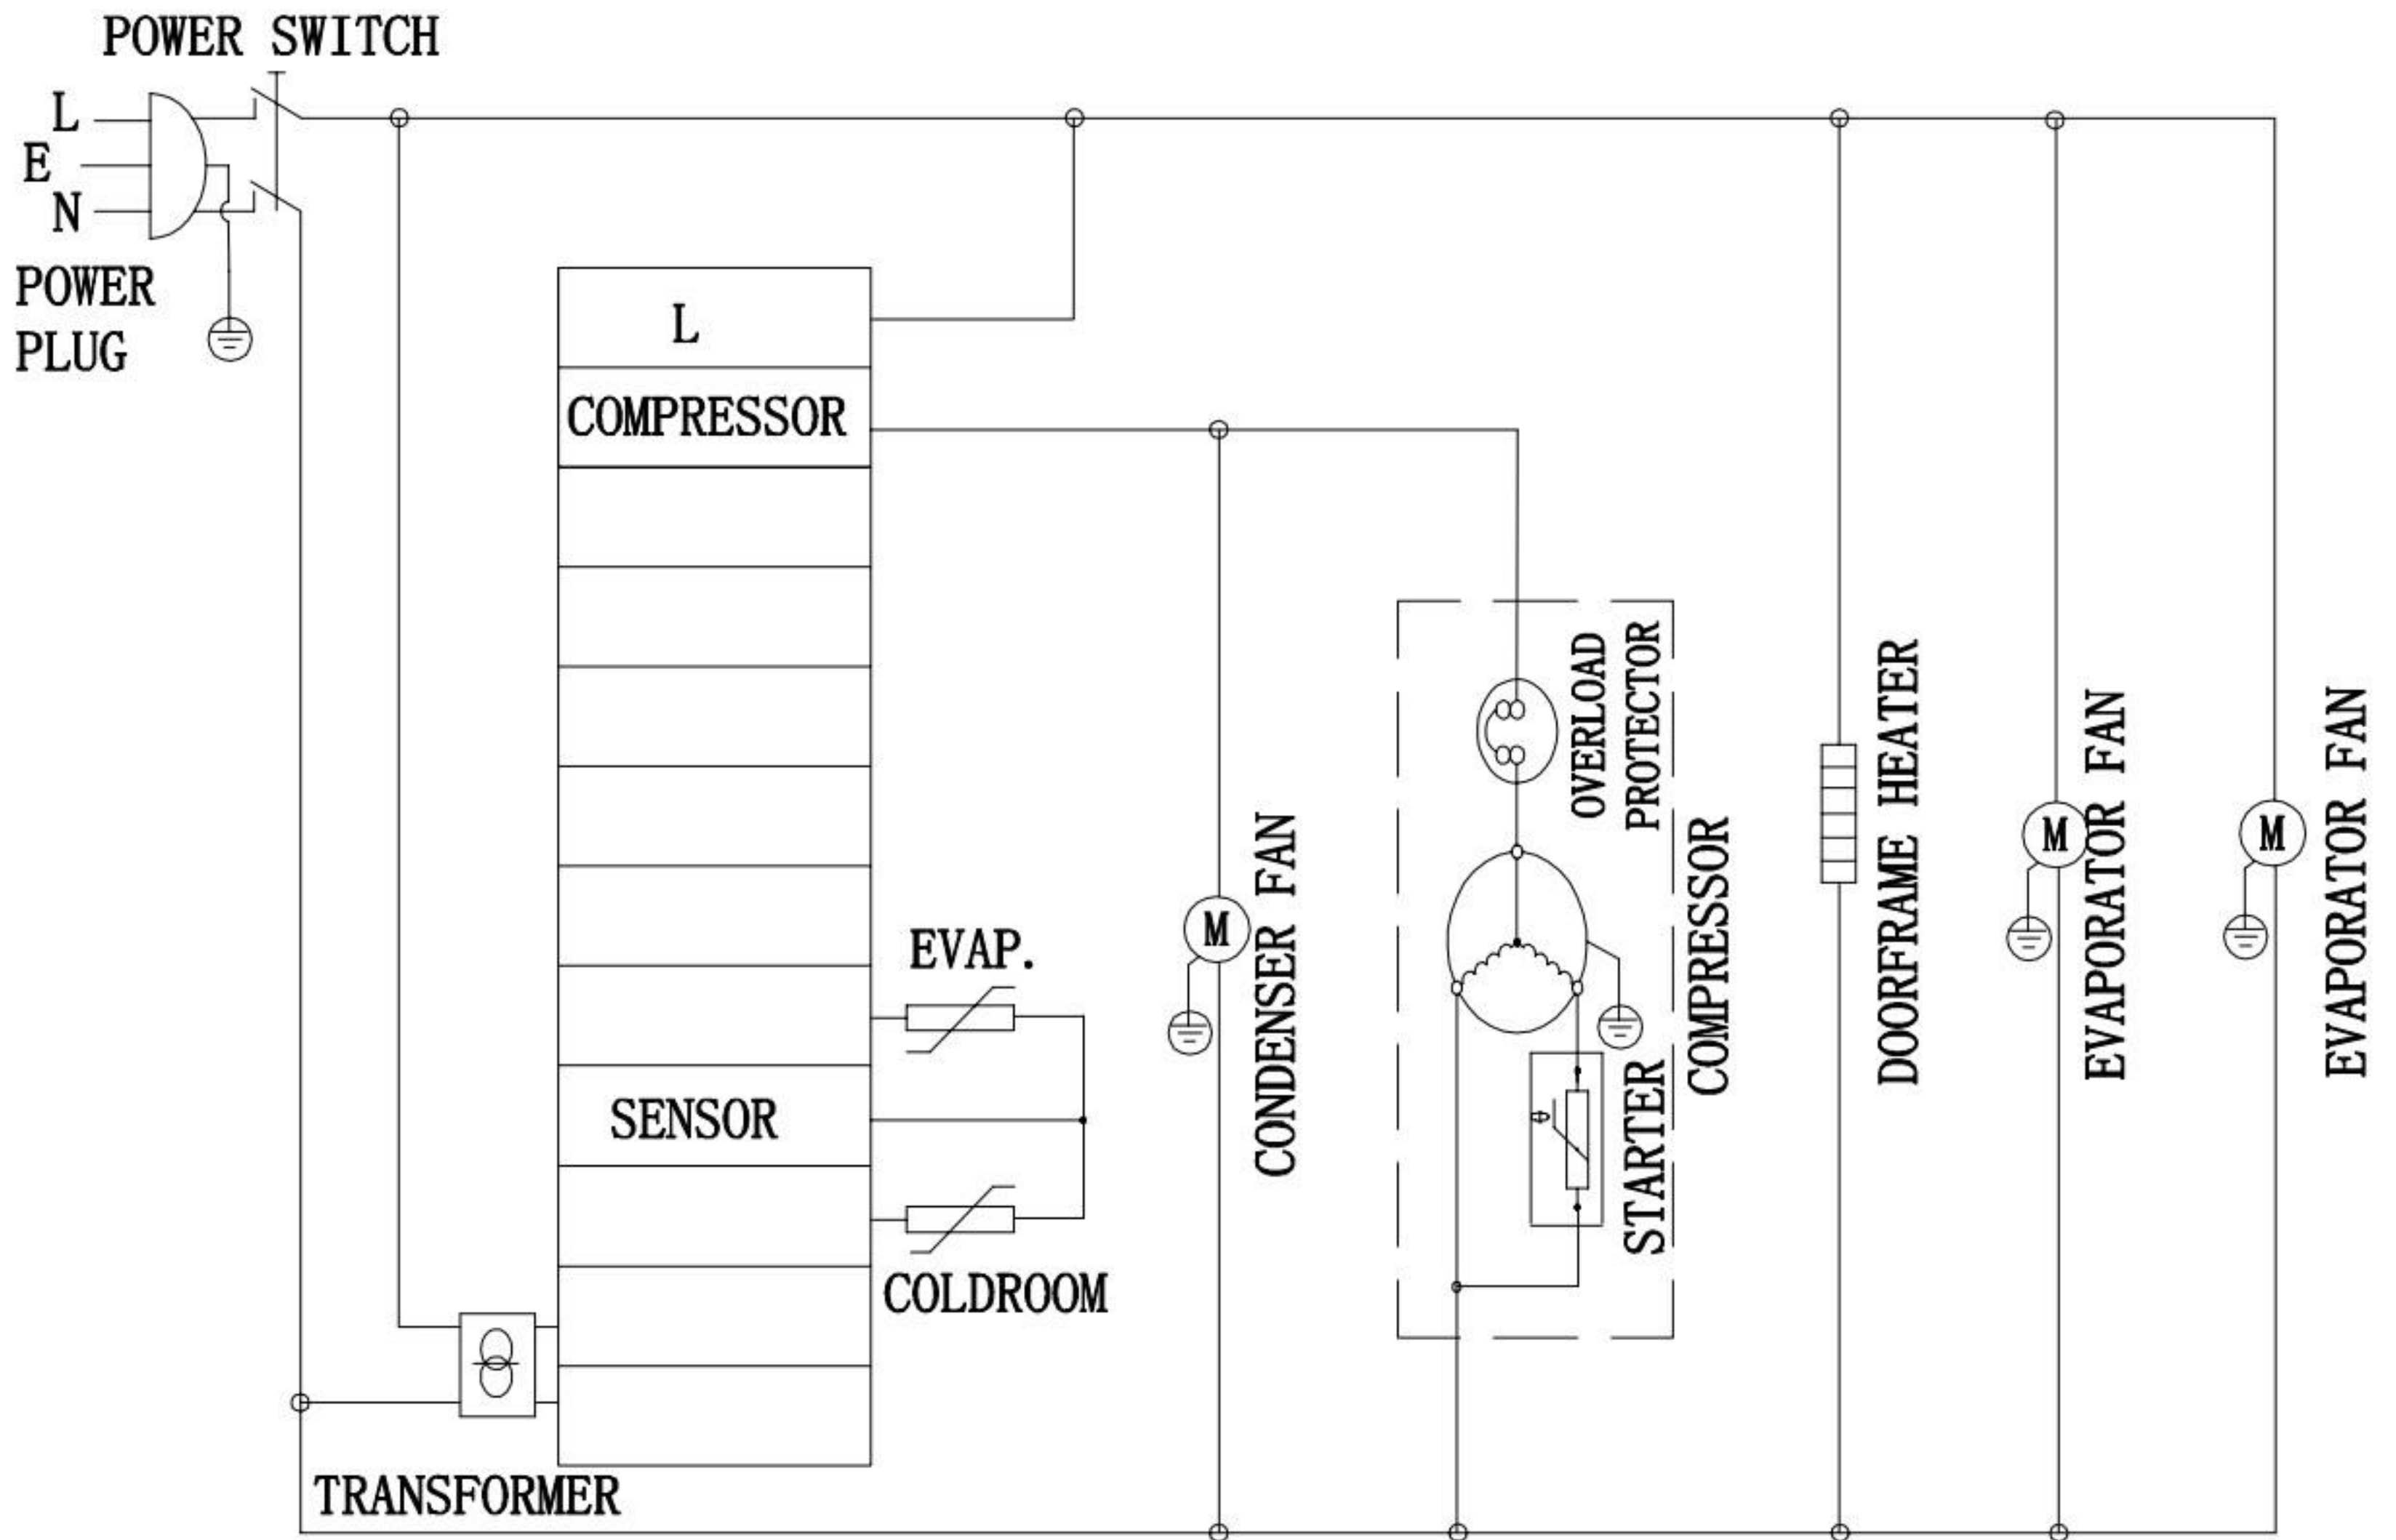 POWER SWITCH
L
E
N
POWER
PLUG
L
COMPRESSOR
SENSOR
EVAP.
COLDROOM
TRANSFORMER
M
CONDENSER FAN
OVERLOAD
PROTECTOR
STARTER
COMPRESSOR
DOORFRAME HEATER
M
EVAPORATOR FAN
M
EVAPORATOR FAN